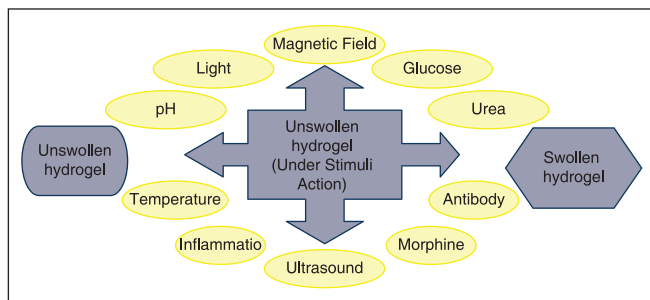 Magnetic Field
Light
Glucose
pH
Urea
Unswollen
hydrogel
Unswollen
hydrogel
(Under Stimuli
Action)
Swollen
hydrogel
Temperature
Antibody
Inflammatio
Morphine
Ultrasound